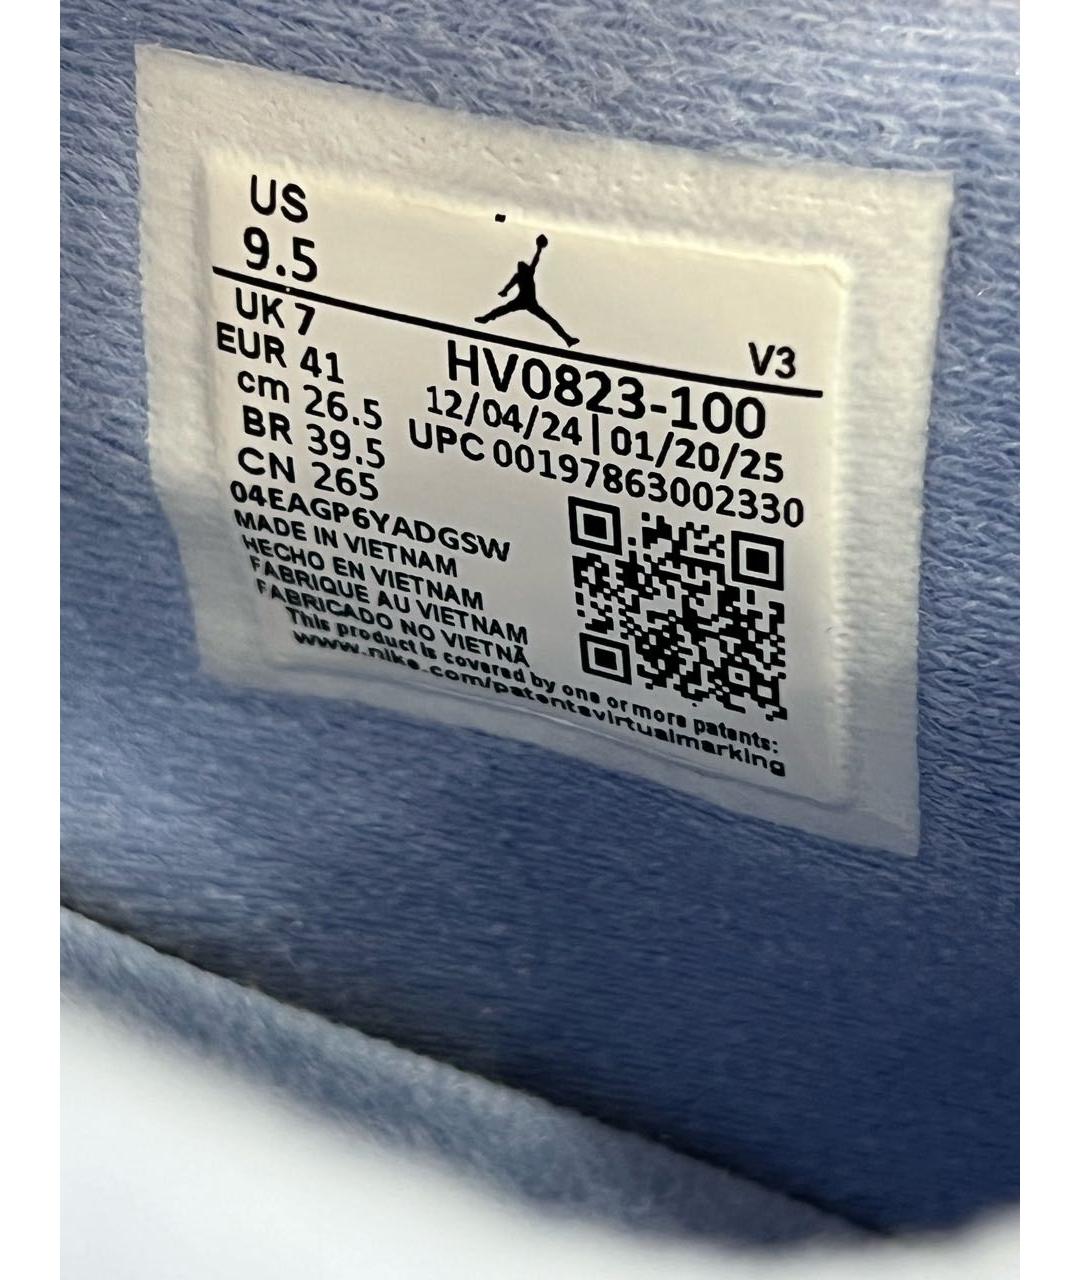 US
9.5
V3
UK 7
EUR 41
cm 26.5
BR 39.5
CN 265
HV0823-100
12/04/24 | 01/20/25
UPC 00197863002330
04EAGP6YADGSW
MADE IN VIETNAM
HECHO EN VIETNAM
FABRIQUE AU VIETNAM
FABRICADO NO VIETNÃ
This product is covered by one or more patents:
www.nike.com/patentsvirtualmarking